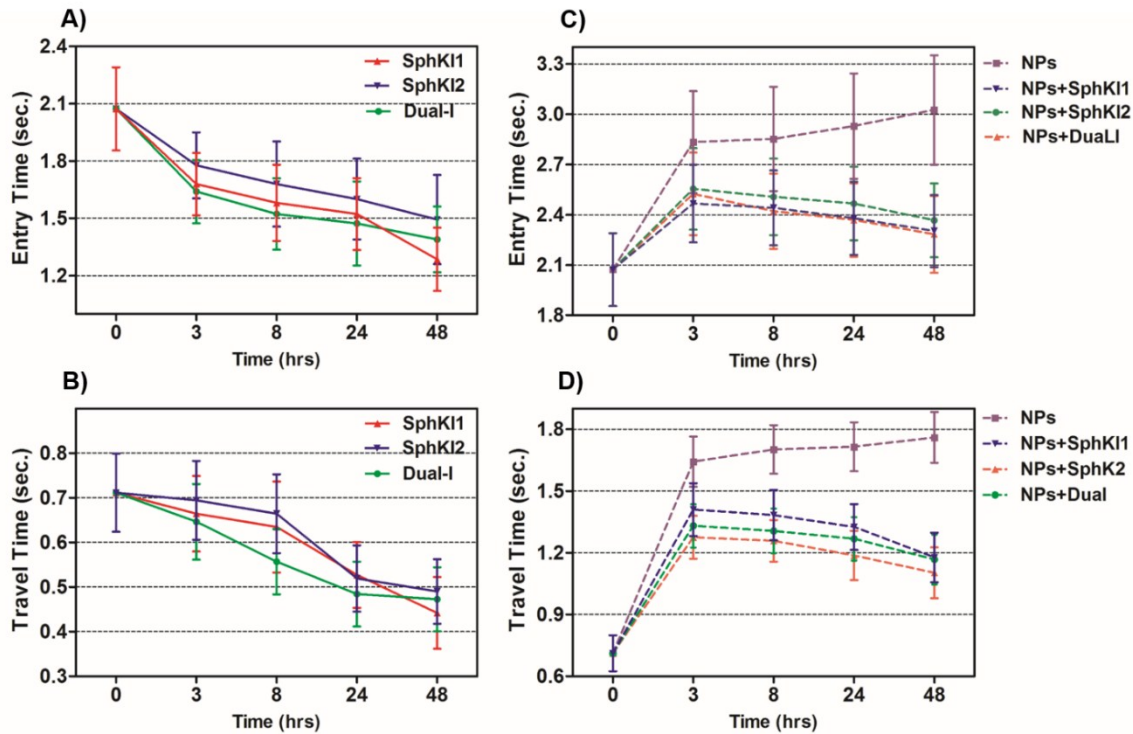 A)
Entry Time (sec.)
2.4
2.1
1.8
1.5
1.2
SphKI1
SphKI2
Dual-I
0 3 8 24 48
Time (hrs)
C)
Entry Time (sec.)
3.3
3.0
2.7
2.4
2.1
1.8
NPs
NPs+SphKI1
NPs+SphKI2
NPs+DuaLI
0 3 8 24 48
Time (hrs)
B)
Travel Time (sec.)
0.8
0.7
0.6
0.5
0.4
0.3
SphKI1
SphKI2
Dual-I
0 3 8 24 48
Time (hrs)
D)
Travel Time (sec.)
1.8
1.5
1.2
0.9
0.6
NPs
NPs+SphKI1
NPs+SphK2
NPs+Dual
0 3 8 24 48
Time (hrs)